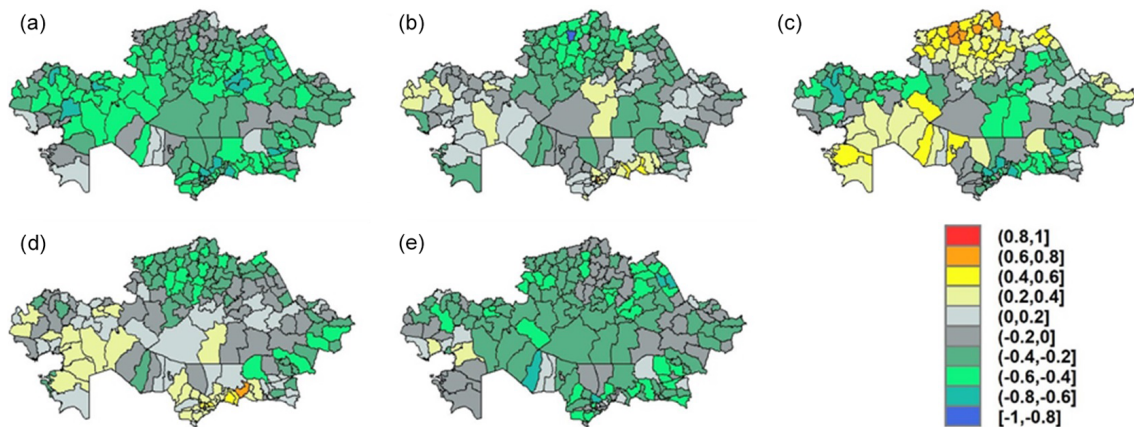 (a)
(b)
(c)
(d)
(e)
(0.8,1]
(0.6,0.8]
(0.4,0.6]
(0.2,0.4]
(0,0.2]
(-0.2,0]
(-0.4,-0.2]
(-0.6,-0.4]
(-0.8,-0.6]
[-1,-0.8]